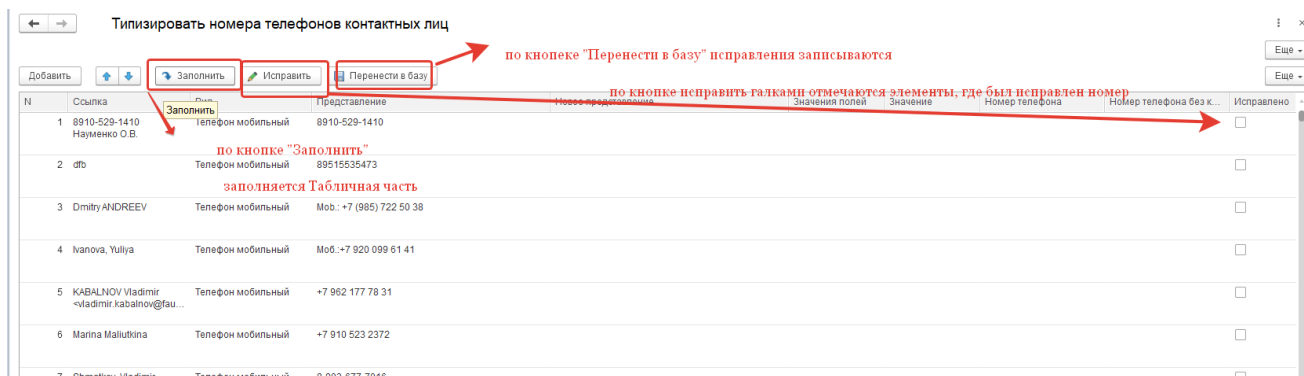 Типизировать номера телефонов контактных лиц
по кнопеке "Перенести в базу" исправления записываются
Еще
Добавить Заполнить Исправить Перенести в базу Еще
по кнопке исправить галками отмечаются элементы, где был исправлен номер
N Ссылка Вид Представление Новое представление Значения полей Значение Номер телефона Номер телефона без к... Исправлено
Заполнить
1 8910-529-1410 Телефон мобильный 8910-529-1410
Науменко О.В.
по кнопке "Заполнить"
2 dfb Телефон мобильный 89515535473
заполняется Табличная часть
3 Dmitry ANDREEV Телефон мобильный Mob.: +7 (985) 722 50 38
4 Ivanova, Yuliya Телефон мобильный Моб.:+7 920 099 61 41
5 KABALNOV Vladimir Телефон мобильный +7 962 177 78 31
<vladimir.kabalnov@fau...
6 Marina Maliutkina Телефон мобильный +7 910 523 2372
7